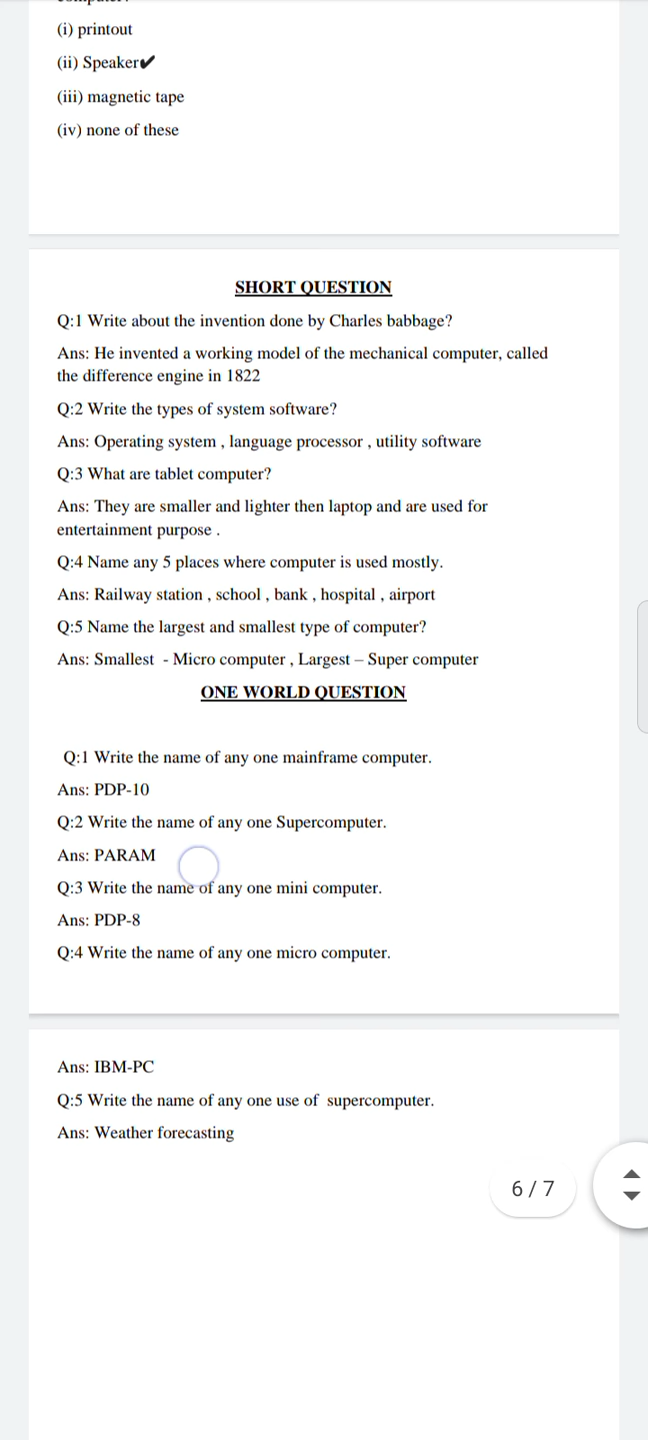 (i) printout
(ii) Speaker✔
(iii) magnetic tape
(iv) none of these
SHORT QUESTION
Q:1 Write about the invention done by Charles babbage?
Ans: He invented a working model of the mechanical computer, called
the difference engine in 1822
Q:2 Write the types of system software?
Ans: Operating system , language processor , utility software
Q:3 What are tablet computer?
Ans: They are smaller and lighter then laptop and are used for
entertainment purpose .
Q:4 Name any 5 places where computer is used mostly.
Ans: Railway station , school , bank , hospital , airport
Q:5 Name the largest and smallest type of computer?
Ans: Smallest - Micro computer , Largest – Super computer
ONE WORLD QUESTION
Q:1 Write the name of any one mainframe computer.
Ans: PDP-10
Q:2 Write the name of any one Supercomputer.
Ans: PARAM
Q:3 Write the name of any one mini computer.
Ans: PDP-8
Q:4 Write the name of any one micro computer.
Ans: IBM-PC
Q:5 Write the name of any one use of supercomputer.
Ans: Weather forecasting
6 / 7